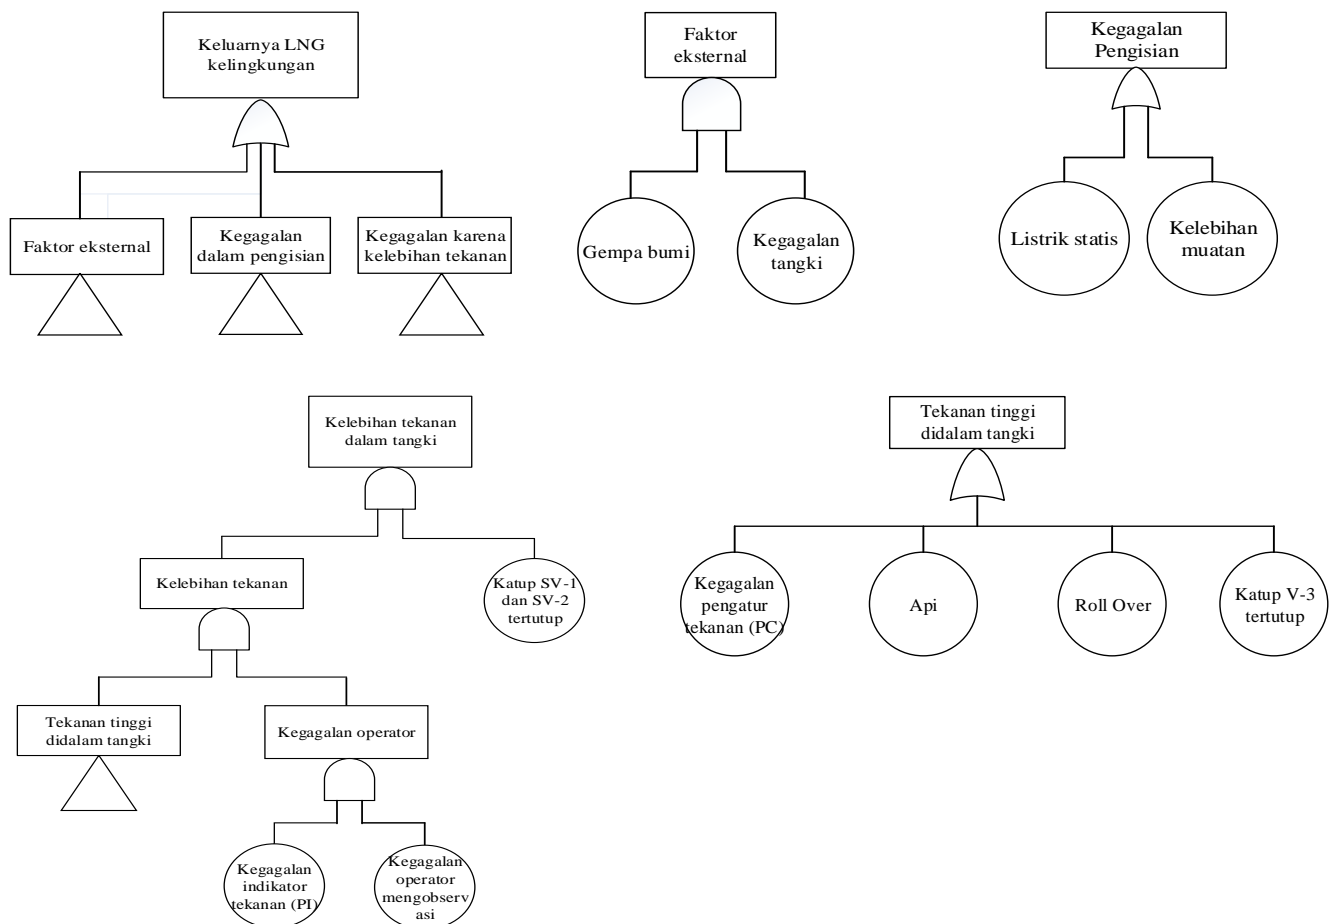 Keluarnya LNG
kelingkungan
Faktor eksternal
Kegagalan
dalam pengisian
Kegagalan karena
kelebihan tekanan
Faktor
eksternal
Gempa bumi
Kegagalan
tangki
Kegagalan
Pengisian
Listrik statis
Kelebihan
muatan
Kelebihan tekanan
dalam tangki
Kelebihan tekanan
Katup SV-1
dan SV-2
tertutup
Tekanan tinggi
didalam tangki
Kegagalan operator
Kegagalan
indikator
tekanan (PI)
Kegagalan
operator
mengobserv
asi
Tekanan tinggi
didalam tangki
Kegagalan
pengatur
tekanan (PC)
Api
Roll Over
Katup V-3
tertutup